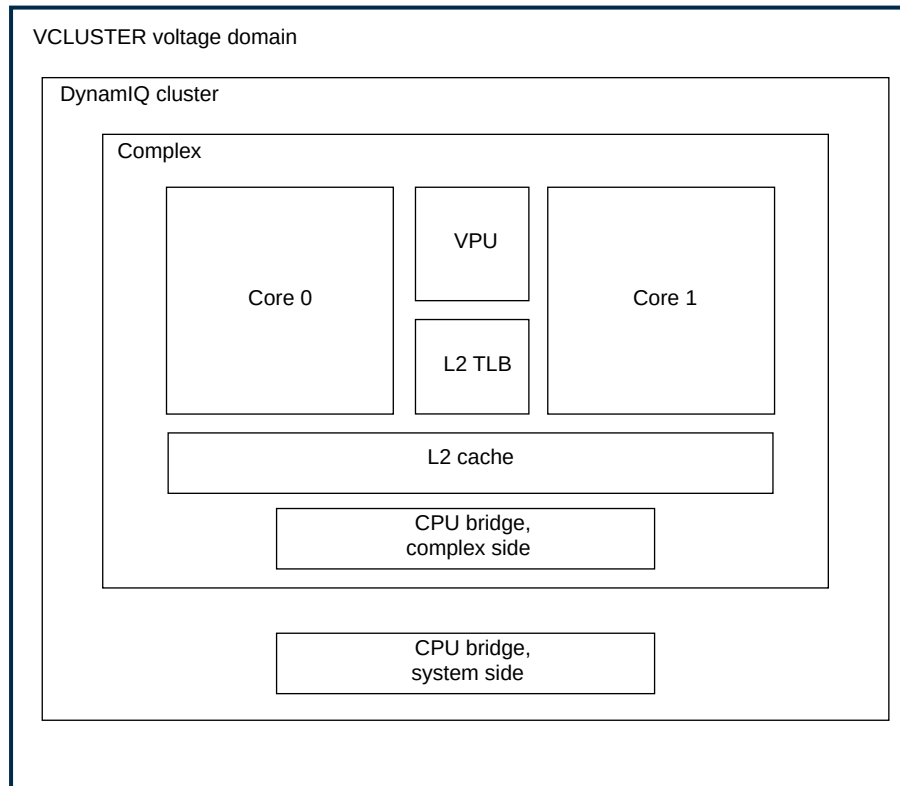 VCLUSTER voltage domain
DynamIQ cluster
Complex
Core 0
VPU
Core 1
L2 TLB
L2 cache
CPU bridge,
complex side
CPU bridge,
system side